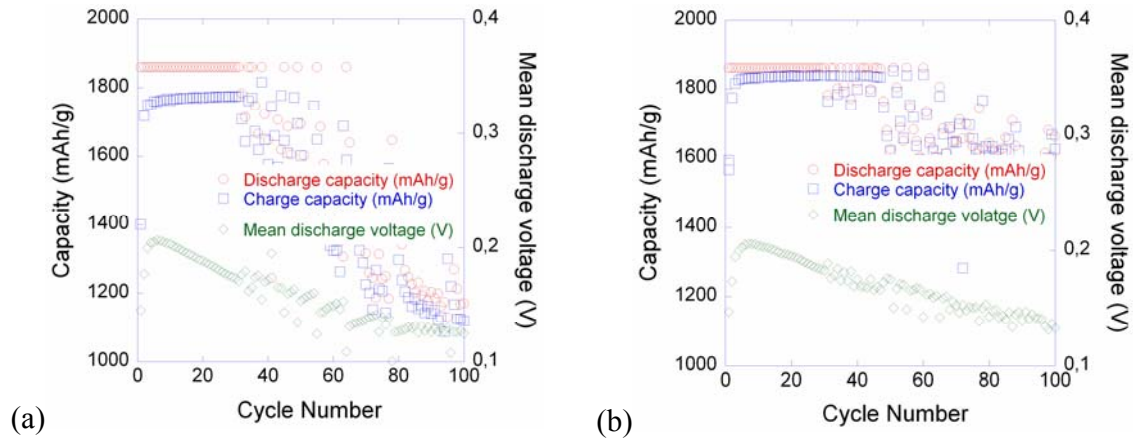 2000
1800
1600
1400
1200
1000
0,4
0,3
0,2
0,1
0 20 40 60 80 100
Capacity (mAh/g)
Mean discharge voltage (V)
Cycle Number
Discharge capacity (mAh/g)
Charge capacity (mAh/g)
Mean discharge voltage (V)
(a)
2000
1800
1600
1400
1200
1000
0,4
0,3
0,2
0,1
0 20 40 60 80 100
Capacity (mAh/g)
Mean discharge voltage (V)
Cycle Number
Discharge capacity (mAh/g)
Charge capacity (mAh/g)
Mean discharge volatge (V)
(b)